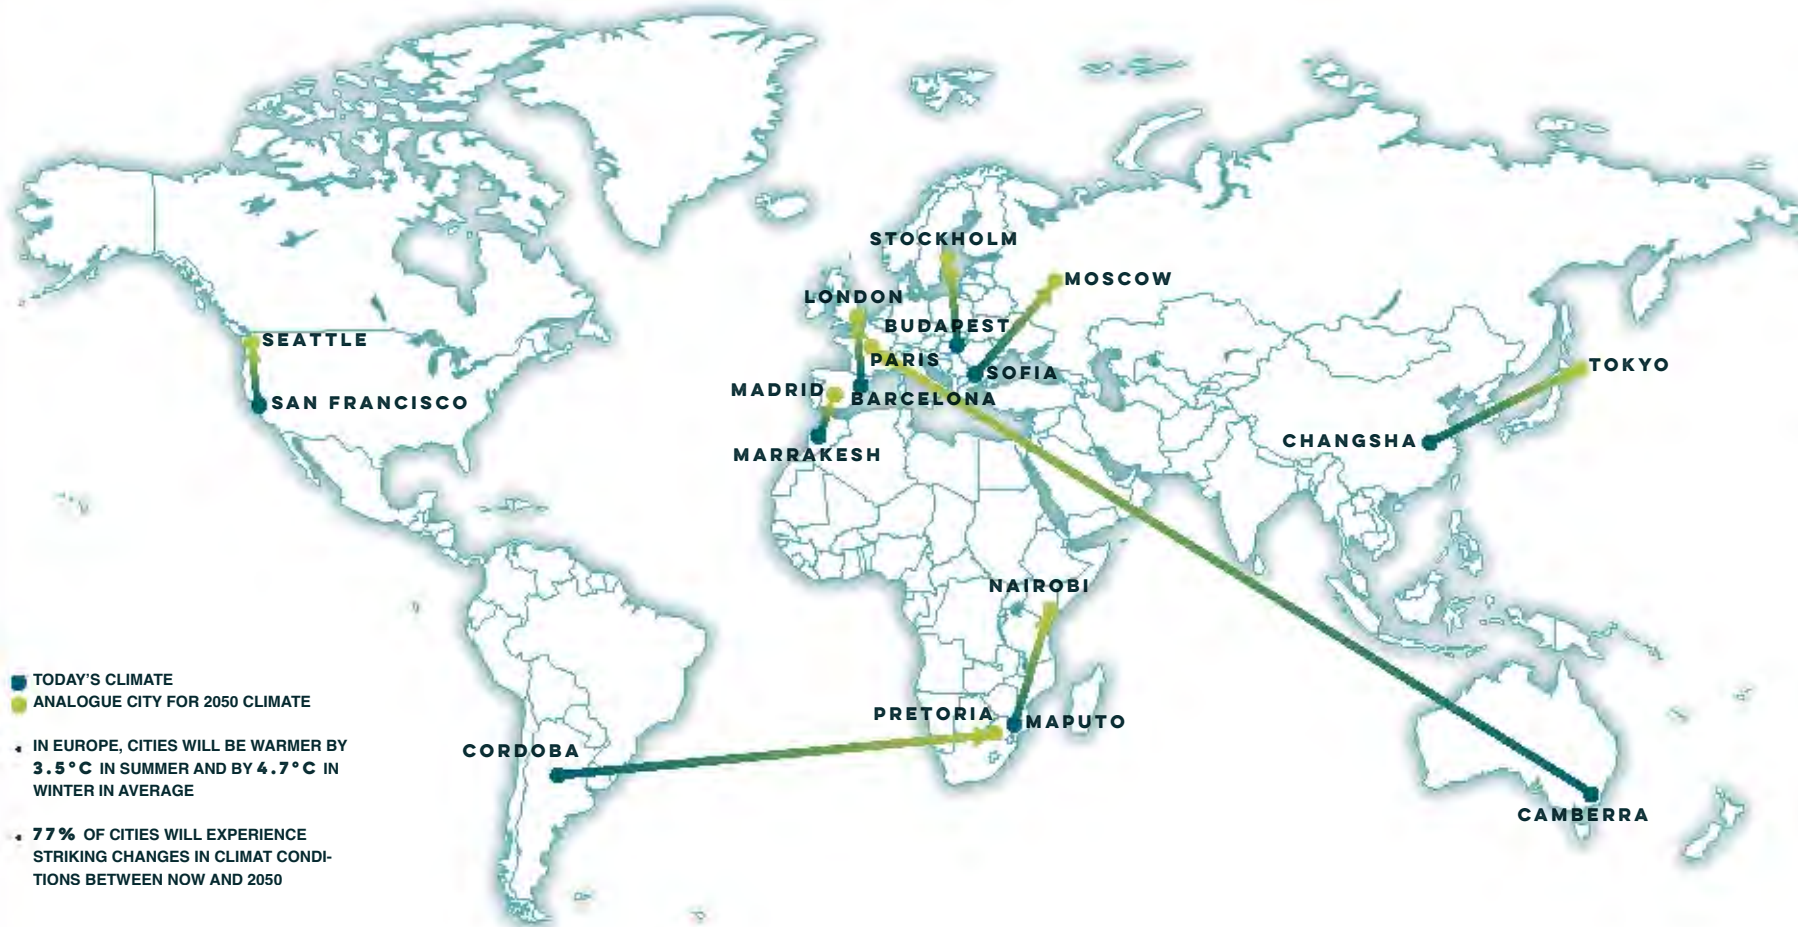 STOCKHOLM
MOSCOW
LONDON
BUDAPEST
SEATTLE
PARIS
SOFIA
TOKYO
MADRID
BARCELONA
SAN FRANCISCO
CHANGSHA
MARRAKESH
NAIROBI
PRETORIA
MAPUTO
CORDOBA
CAMBERRA
TODAY'S CLIMATE
ANALOGUE CITY FOR 2050 CLIMATE
• IN EUROPE, CITIES WILL BE WARMER BY
3.5°C IN SUMMER AND BY 4.7°C IN
WINTER IN AVERAGE
• 77% OF CITIES WILL EXPERIENCE
STRIKING CHANGES IN CLIMAT CONDI-
TIONS BETWEEN NOW AND 2050